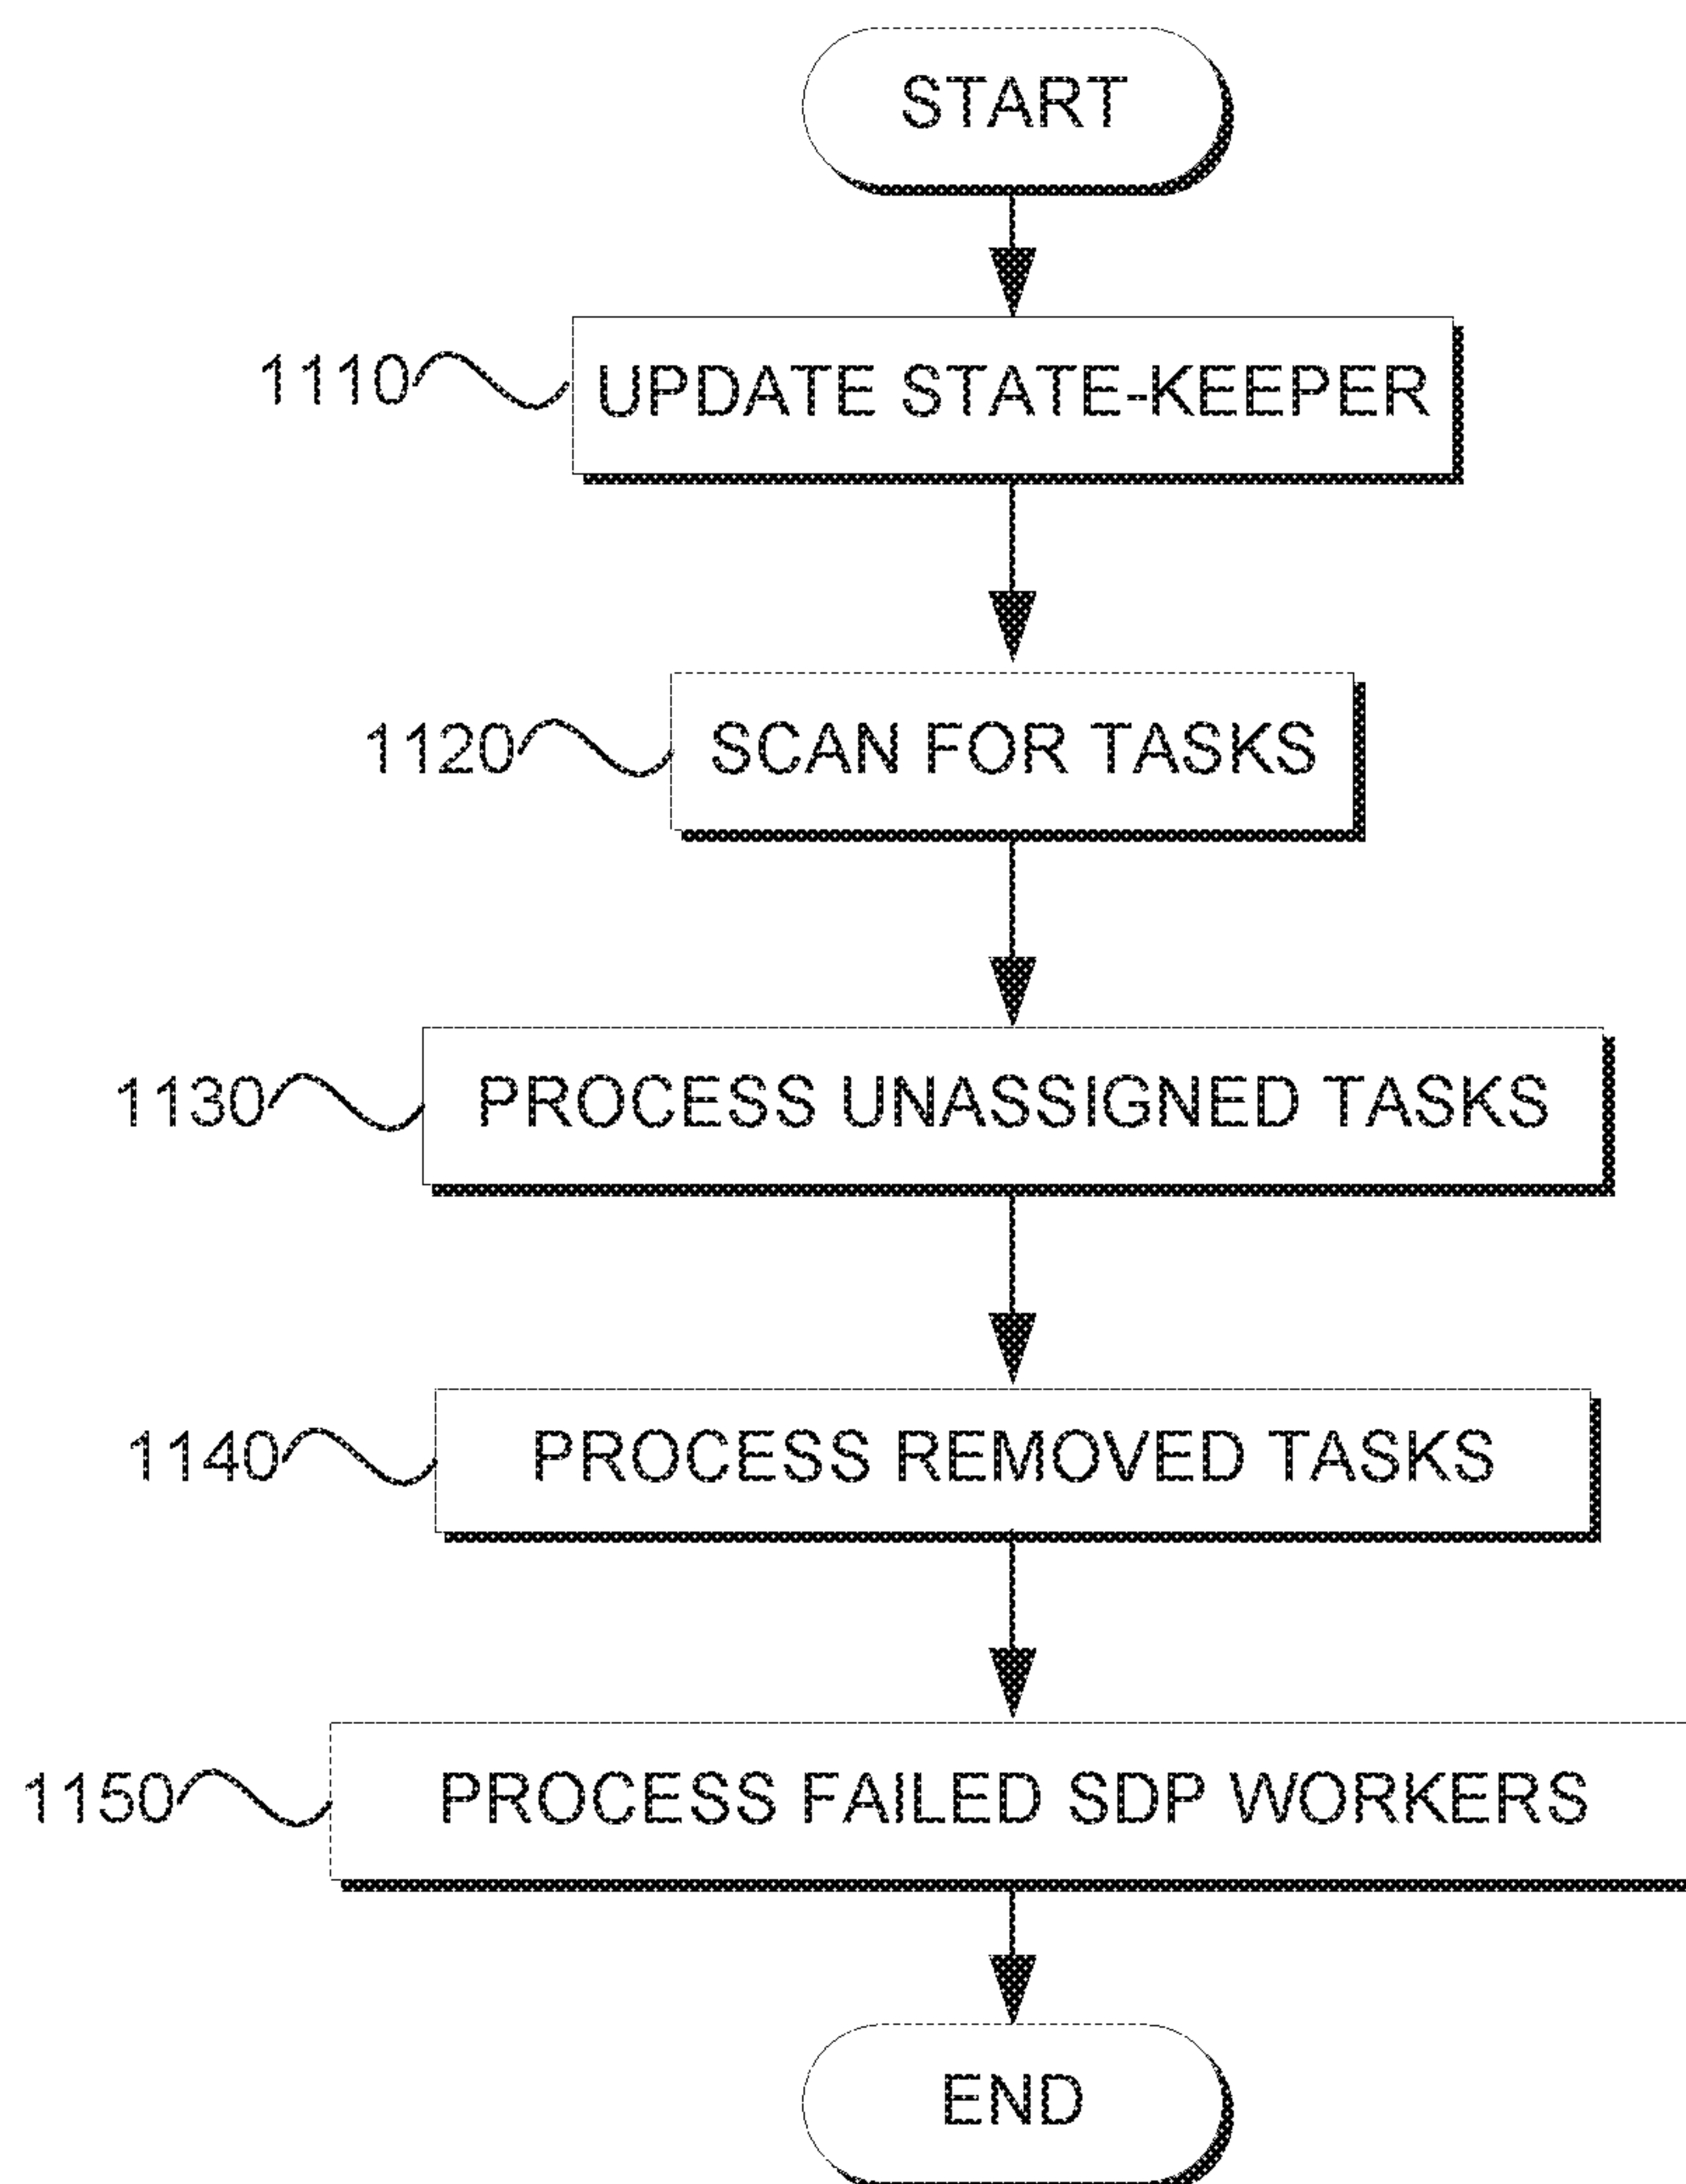 START
1110 UPDATE STATE-KEEPER
1120 SCAN FOR TASKS
1130 PROCESS UNASSIGNED TASKS
1140 PROCESS REMOVED TASKS
1150 PROCESS FAILED SDP WORKERS
END